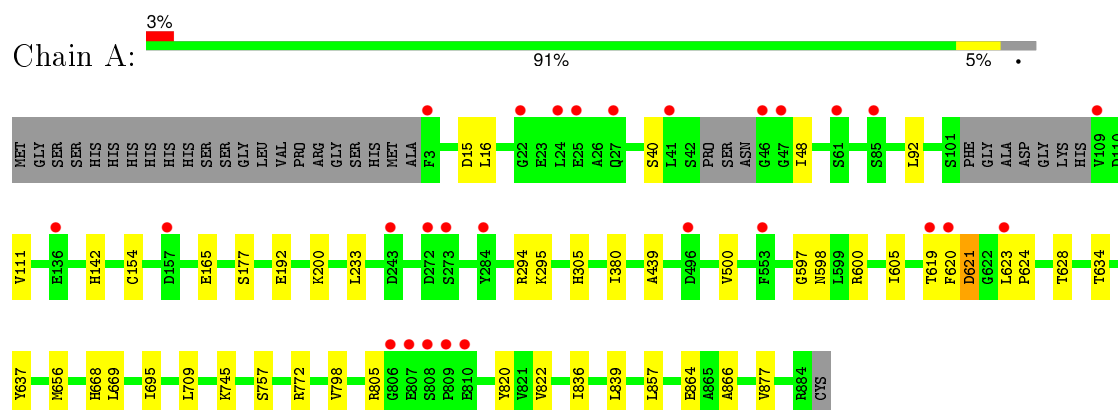 3%
Chain A:
91%
5%
•
MET GLY SER SER HIS HIS HIS HIS HIS HIS SER SER GLY LEU VAL PRO ARG GLY SER HIS MET ALA F3 D15 L16 G22 E23 L24 E25 A26 Q27 S40 L41 S42 PRO SER ASN G46 G47 I48 S61 S85 L92 S101 PHE GLY ALA ASP GLY LYS HIS V109 D110
V111 E136 H142 C154 D157 E165 S177 E192 K200 L233 D243 D272 S273 Y284 R294 K295 H305 I380 A439 D496 V500 F553 G597 N598 L599 R600 I605 T619 F620 D621 G622 L623 P624 T628 T634
Y637 M656 H668 L669 I695 L709 K745 S757 R772 V798 R805 G806 E807 S808 P809 E810 Y820 V821 V822 I836 L839 L857 E864 A865 A866 V877 R884 CYS